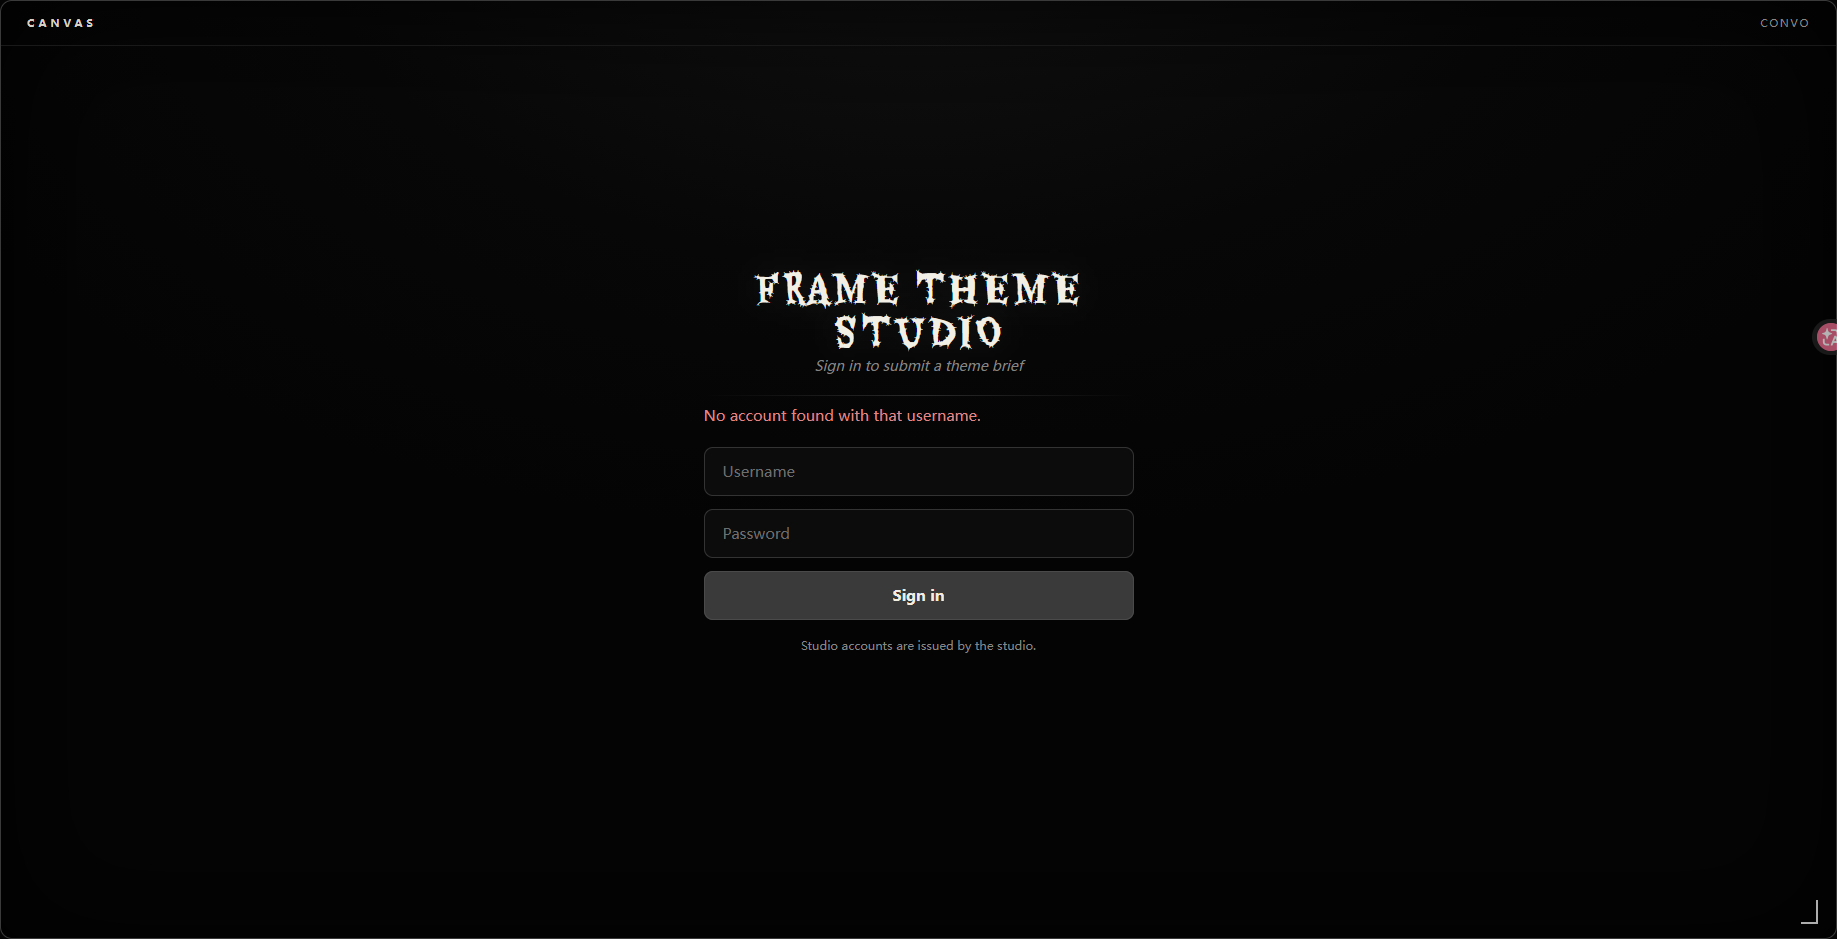 CANVAS
CONVO
FRAME THEME
STUDIO
Sign in to submit a theme brief
No account found with that username.
Username
Password
Sign in
Studio accounts are issued by the studio.